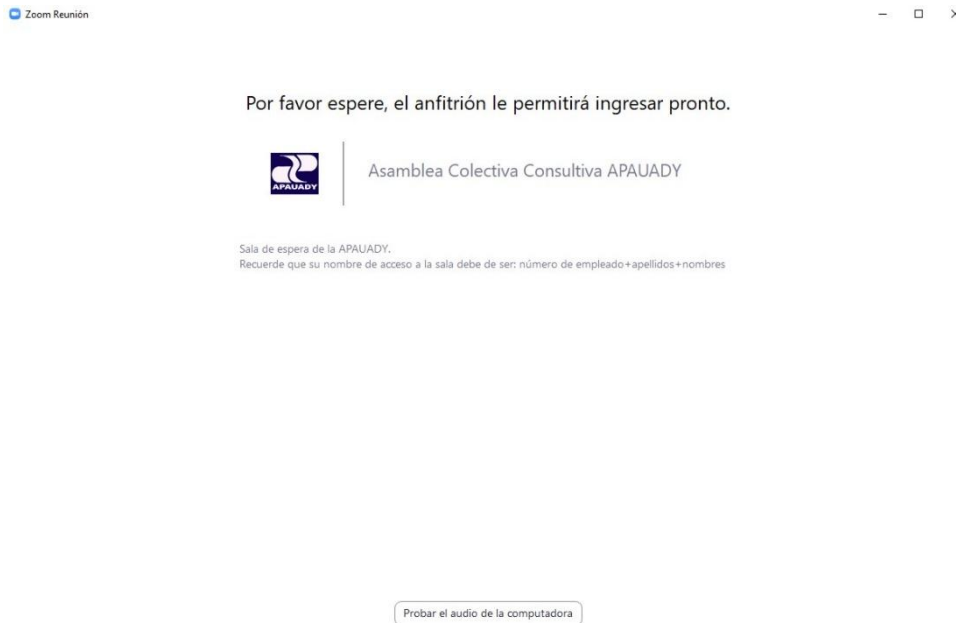 Zoom Reunión
Por favor espere, el anfitrión le permitirá ingresar pronto.
APAUADY
Asamblea Colectiva Consultiva APAUADY
Sala de espera de la APAUADY.
Recuerde que su nombre de acceso a la sala debe de ser: número de empleado+apellidos+nombres
Probar el audio de la computadora